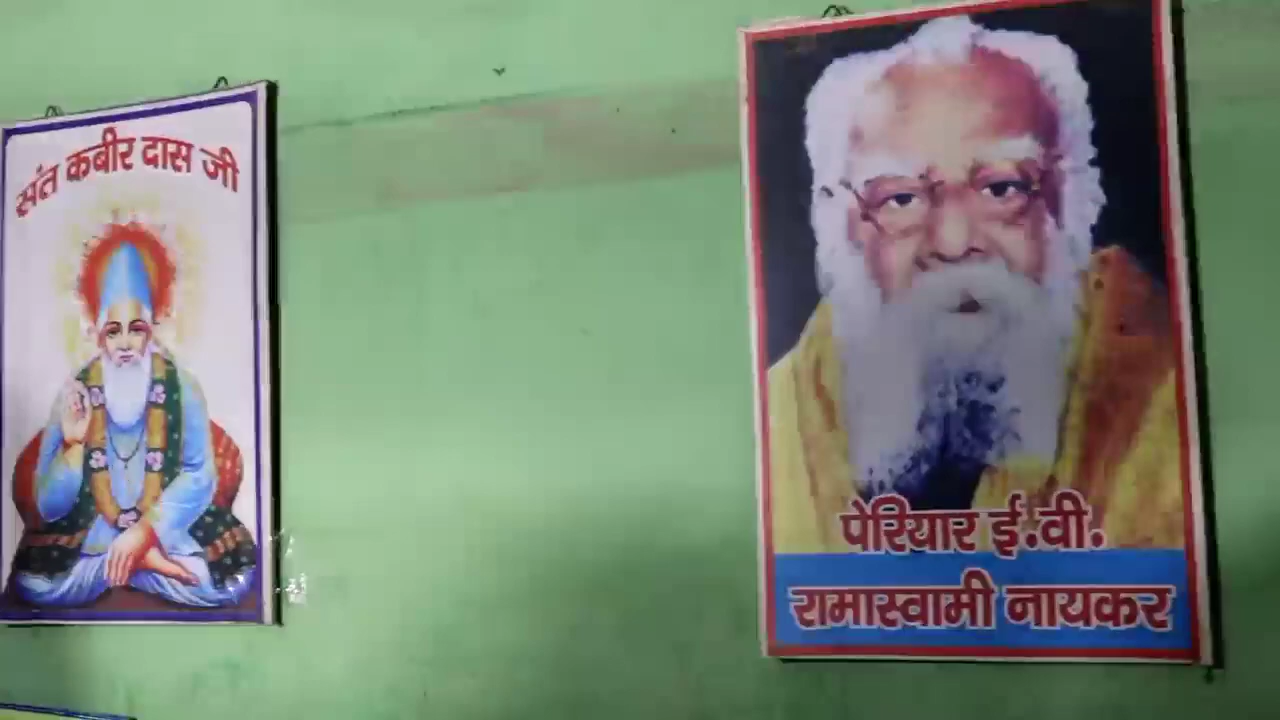 संत कबीर दास जी
पेरियार ई.वी.
रामास्वामी नायकर